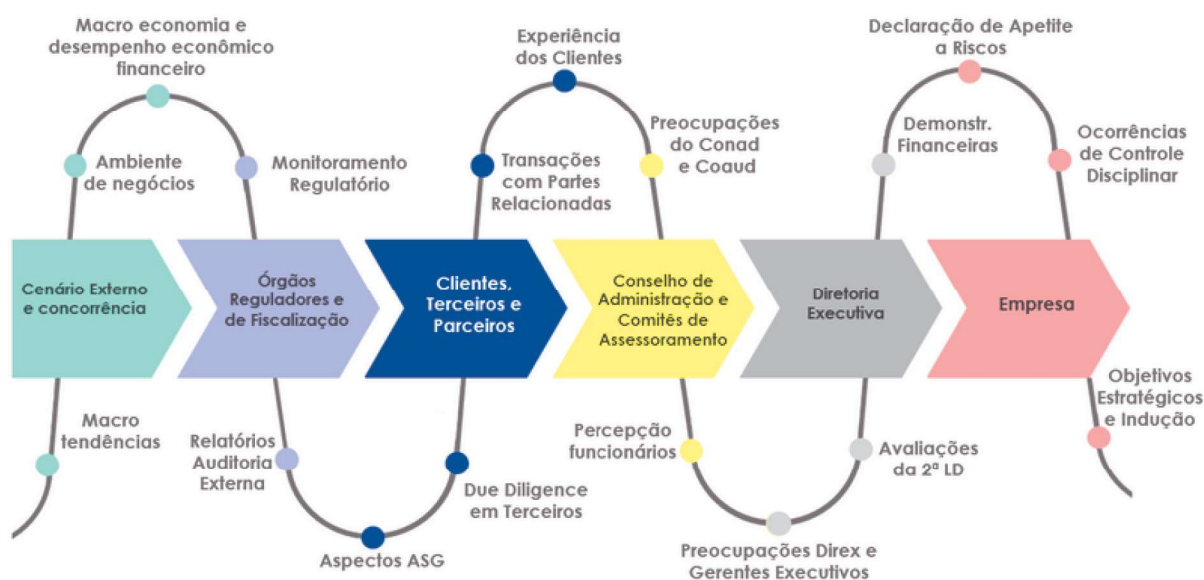 Macro economia e
desempenho econômico
financeiro
Experiência
dos Clientes
Declaração de Apetite
a Riscos
Ambiente
de negócios
Monitoramento
Regulatório
Transações
com Partes
Relacionadas
Preocupações
do Conad
e Coaud
Demonstr.
Financeiras
Ocorrências
de Controle
Disciplinar
Cenário Externo
e concorrência
Órgãos
Reguladores e
de Fiscalização
Clientes,
Terceiros e
Parceiros
Conselho de
Administração e
Comitês de
Assessoramento
Diretoria
Executiva
Empresa
Macro
tendências
Relatórios
Auditoria
Externa
Aspectos ASG
Due Diligence
em Terceiros
Percepção
funcionários
Preocupações Direx e
Gerentes Executivos
Avaliações
da 2ª LD
Objetivos
Estratégicos
e Indução